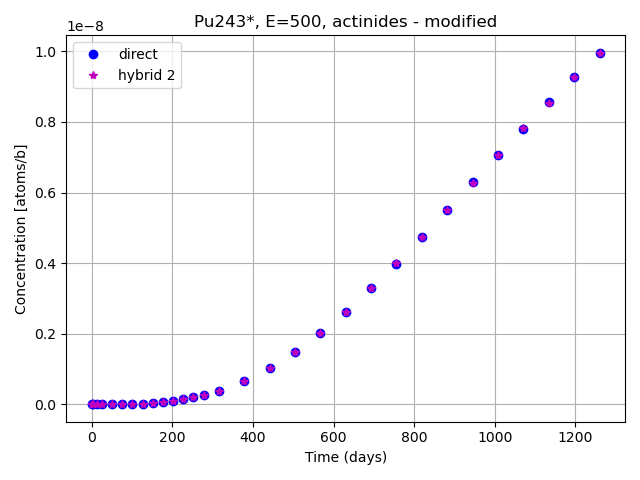 Pu243*, E=500, actinides - modified
1e−8
direct
hybrid 2
1.0
0.8
0.6
0.4
0.2
0.0
Concentration [atoms/b]
0
200
400
600
800
1000
1200
Time (days)